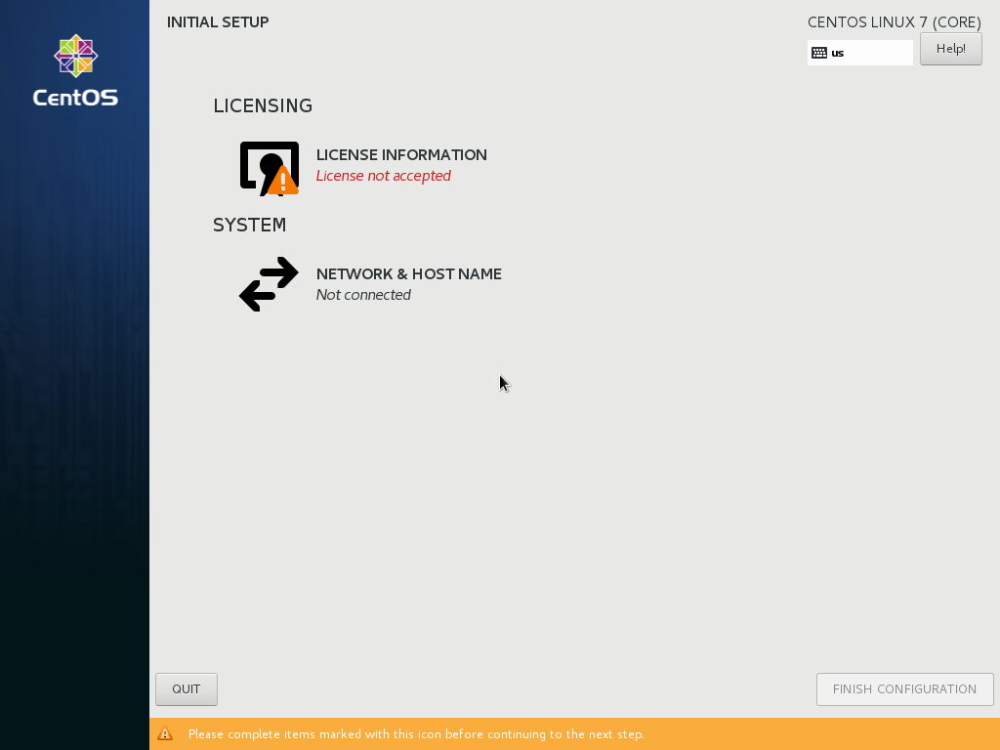 CentOS
INITIAL SETUP
CENTOS LINUX 7 (CORE)
us
Help!
LICENSING
LICENSE INFORMATION
License not accepted
SYSTEM
NETWORK & HOST NAME
Not connected
QUIT
FINISH CONFIGURATION
Please complete items marked with this icon before continuing to the next step.